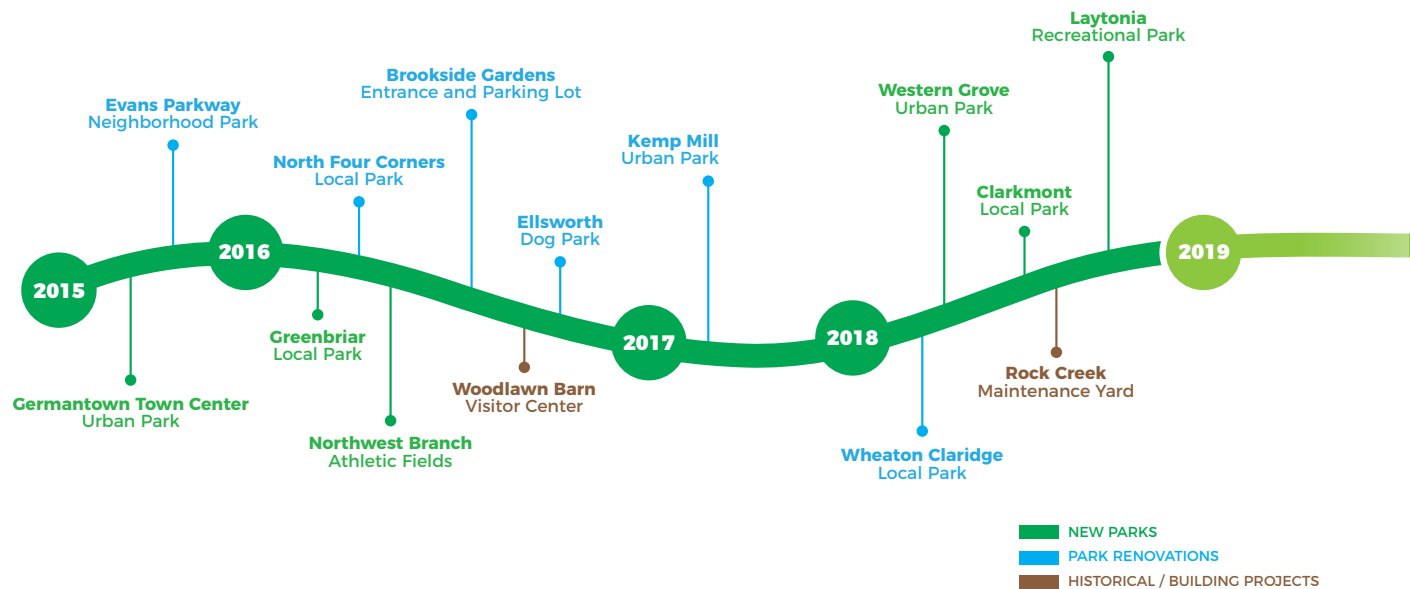 Laytonia
Recreational Park
Brookside Gardens
Entrance and Parking Lot
Western Grove
Urban Park
Evans Parkway
Neighborhood Park
Kemp Mill
Urban Park
North Four Corners
Local Park
Clarkmont
Local Park
Ellsworth
Dog Park
2015
2016
2017
2018
2019
Greenbriar
Local Park
Woodlawn Barn
Visitor Center
Rock Creek
Maintenance Yard
Germantown Town Center
Urban Park
Northwest Branch
Athletic Fields
Wheaton Claridge
Local Park
NEW PARKS
PARK RENOVATIONS
HISTORICAL / BUILDING PROJECTS